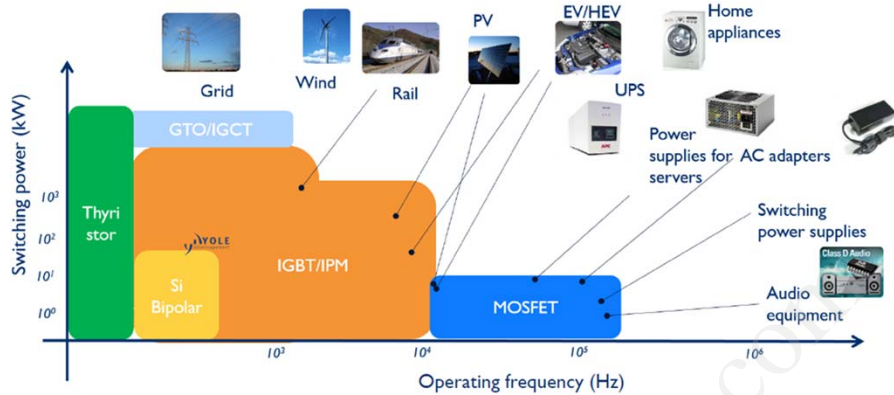 PV
EV/HEV
Home
appliances
Grid
Wind
Rail
UPS
Power
supplies for
servers
AC adapters
Switching power (kW)
GTO/IGCT
Thyri
stor
10³
10²
10¹
10⁰
YOLE
Si
Bipolar
IGBT/IPM
MOSFET
Switching
power supplies
Class D Audio
Audio
equipment
10³
10⁴
10⁵
10⁶
Operating frequency (Hz)